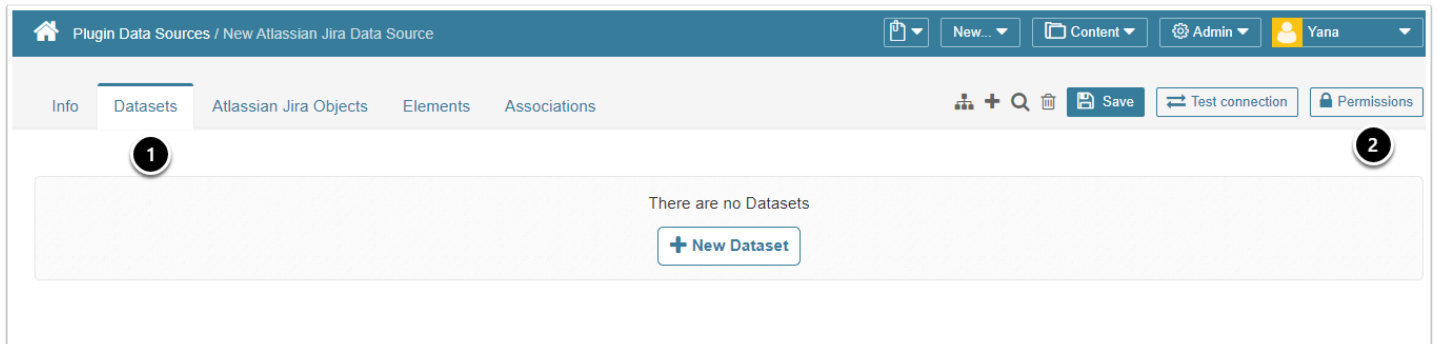 Plugin Data Sources / New Atlassian Jira Data Source New... Content Admin Yana
Info Datasets Atlassian Jira Objects Elements Associations Save Test connection Permissions
1 2
There are no Datasets
New Dataset